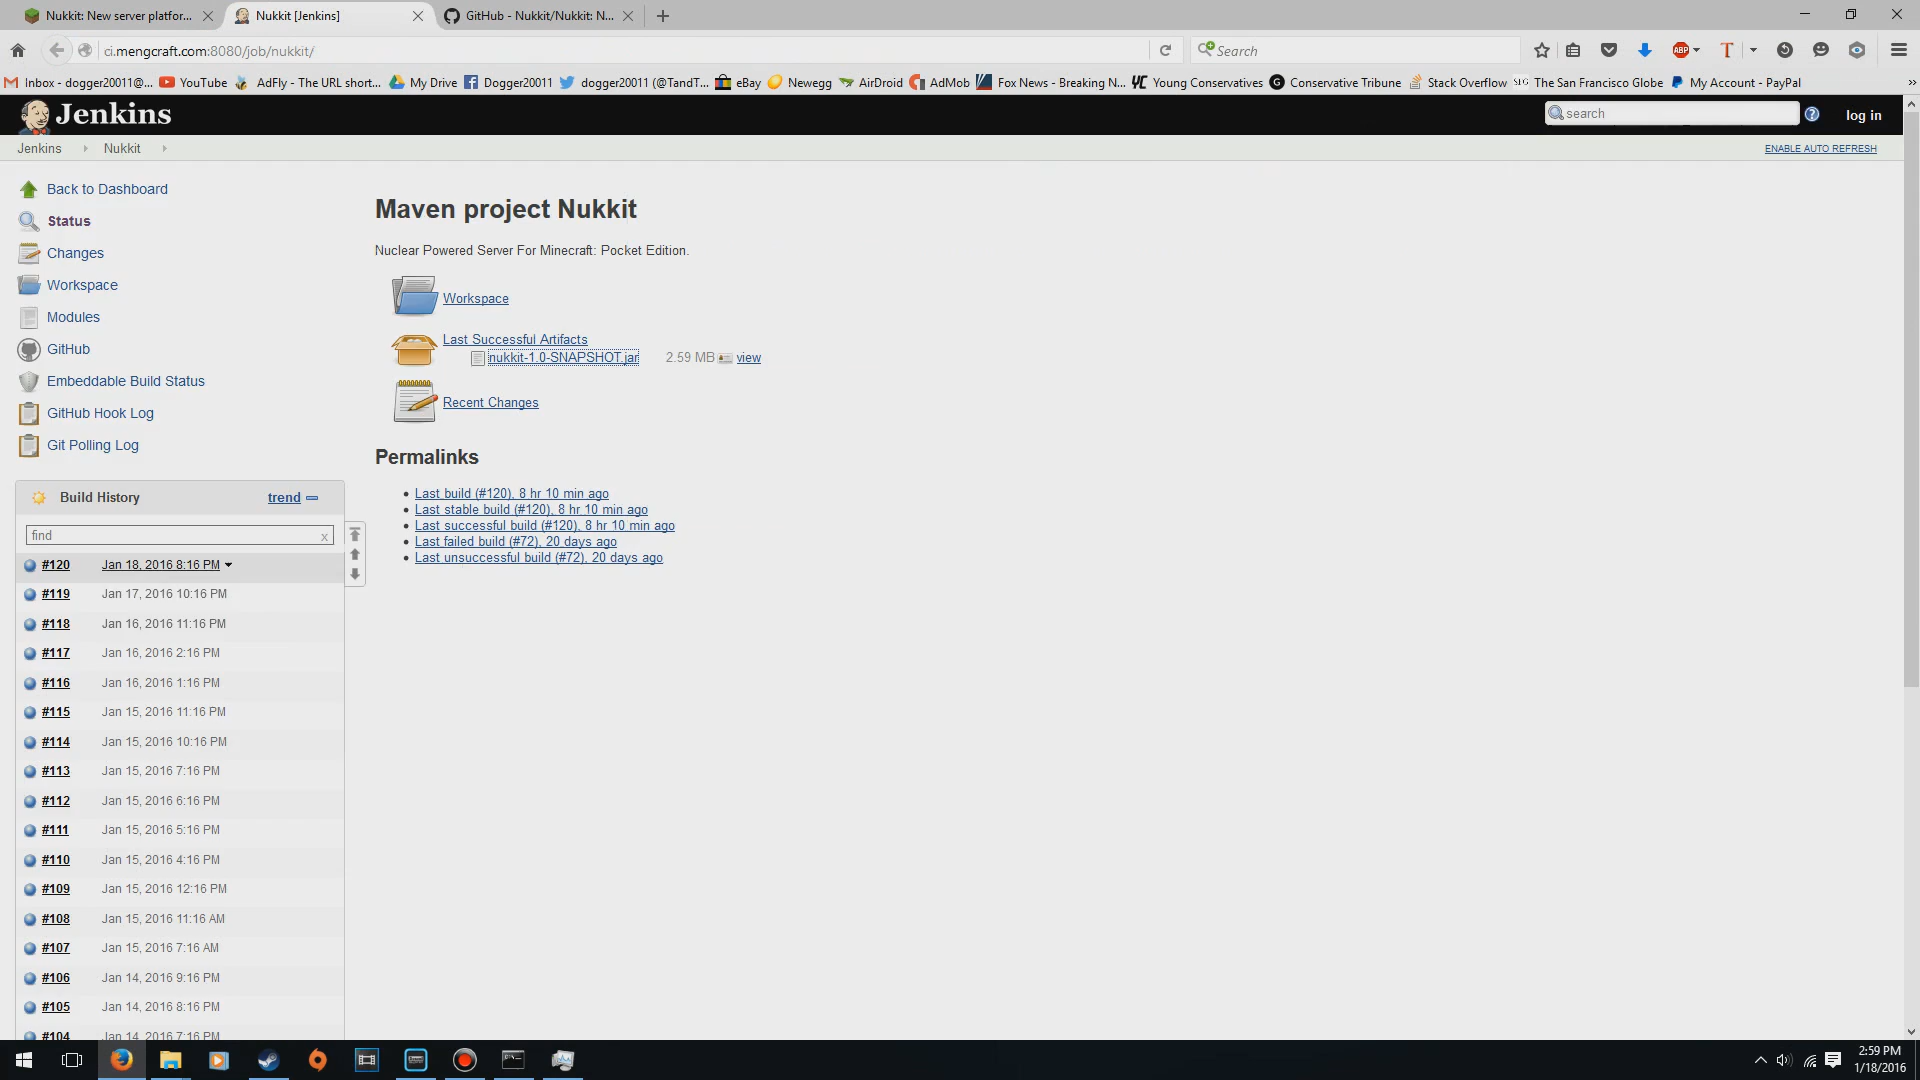 Nukkit: New server platfor...
Nukkit [Jenkins]
GitHub - Nukkit/Nukkit: N...
ci.mengcraft.com:8080/job/nukkit/
Search
ABP
Inbox - dogger20011@...
YouTube
AdFly - The URL short...
My Drive
Dogger20011
dogger20011 (@TandT...
eBay
Newegg
AirDroid
AdMob
Fox News - Breaking N...
Young Conservatives
Conservative Tribune
Stack Overflow
The San Francisco Globe
My Account - PayPal
Jenkins
search
log in
Jenkins
Nukkit
ENABLE AUTO REFRESH
Back to Dashboard
Status
Changes
Workspace
Modules
GitHub
Embeddable Build Status
GitHub Hook Log
Git Polling Log
Maven project Nukkit
Nuclear Powered Server For Minecraft: Pocket Edition.
Workspace
Last Successful Artifacts
nukkit-1.0-SNAPSHOT.jar 2.59 MB view
Recent Changes
Permalinks
Last build (#120), 8 hr 10 min ago
Last stable build (#120), 8 hr 10 min ago
Last successful build (#120), 8 hr 10 min ago
Last failed build (#72), 20 days ago
Last unsuccessful build (#72), 20 days ago
Build History trend
find x
#120 Jan 18, 2016 8:16 PM
#119 Jan 17, 2016 10:16 PM
#118 Jan 16, 2016 11:16 PM
#117 Jan 16, 2016 2:16 PM
#116 Jan 16, 2016 1:16 PM
#115 Jan 15, 2016 11:16 PM
#114 Jan 15, 2016 10:16 PM
#113 Jan 15, 2016 7:16 PM
#112 Jan 15, 2016 6:16 PM
#111 Jan 15, 2016 5:16 PM
#110 Jan 15, 2016 4:16 PM
#109 Jan 15, 2016 12:16 PM
#108 Jan 15, 2016 11:16 AM
#107 Jan 15, 2016 7:16 AM
#106 Jan 14, 2016 9:16 PM
#105 Jan 14, 2016 8:16 PM
#104 Jan 14, 2016 7:16 PM
2:59 PM
1/18/2016